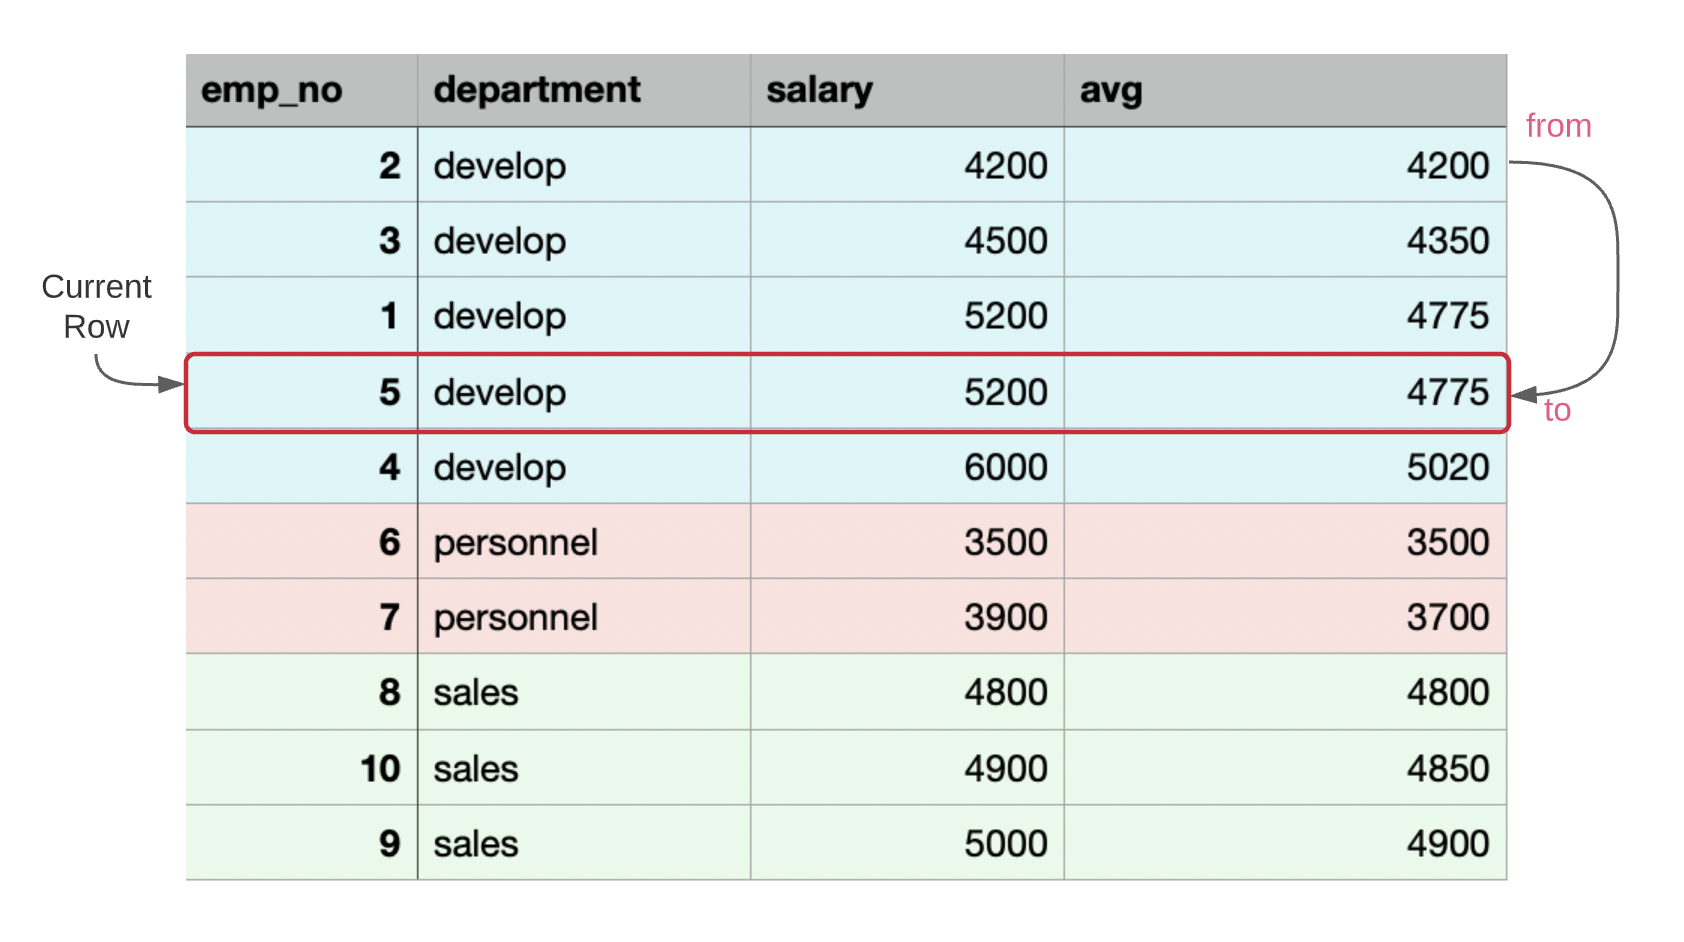 emp_no department salary avg
from
2 develop 4200 4200
3 develop 4500 4350
Current
Row
1 develop 5200 4775
5 develop 5200 4775
to
4 develop 6000 5020
6 personnel 3500 3500
7 personnel 3900 3700
8 sales 4800 4800
10 sales 4900 4850
9 sales 5000 4900